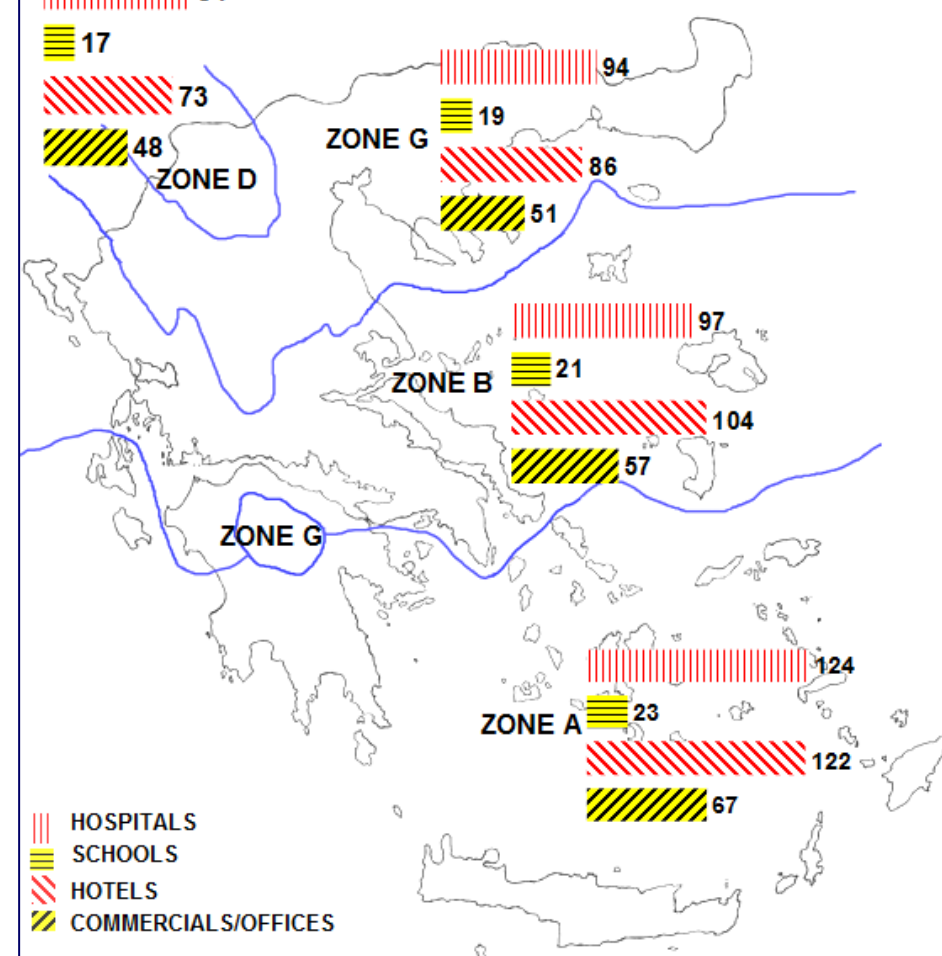 17
73
48
ZONE D
94
ZONE G
19
86
51
97
ZONE B
21
104
57
ZONE G
124
ZONE A
23
122
67
HOSPITALS
SCHOOLS
HOTELS
COMMERCIALS/OFFICES